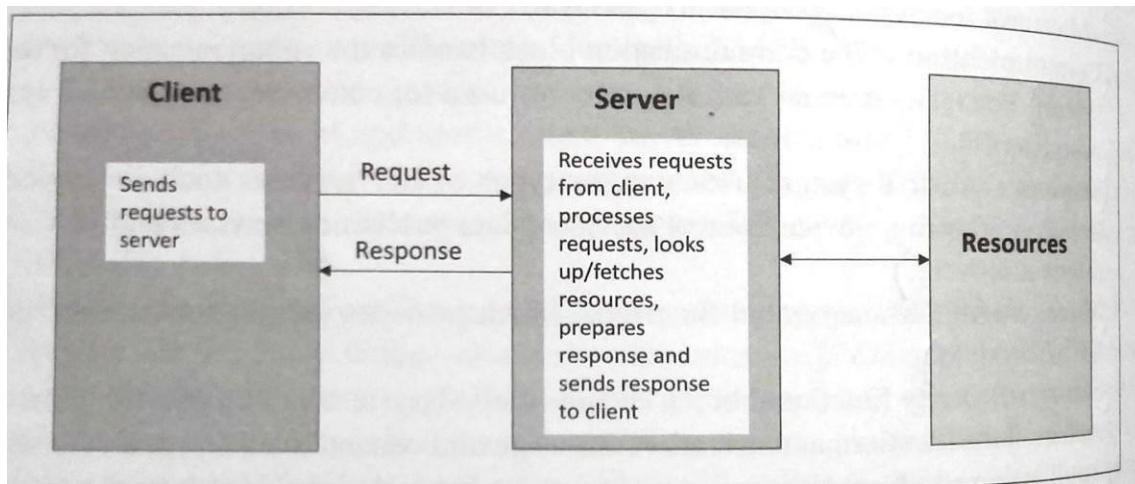 Client
Sends
requests to
server
Request
Response
Server
Receives requests
from client,
processes
requests, looks
up/fetches
resources,
prepares
response and
sends response
to client
Resources